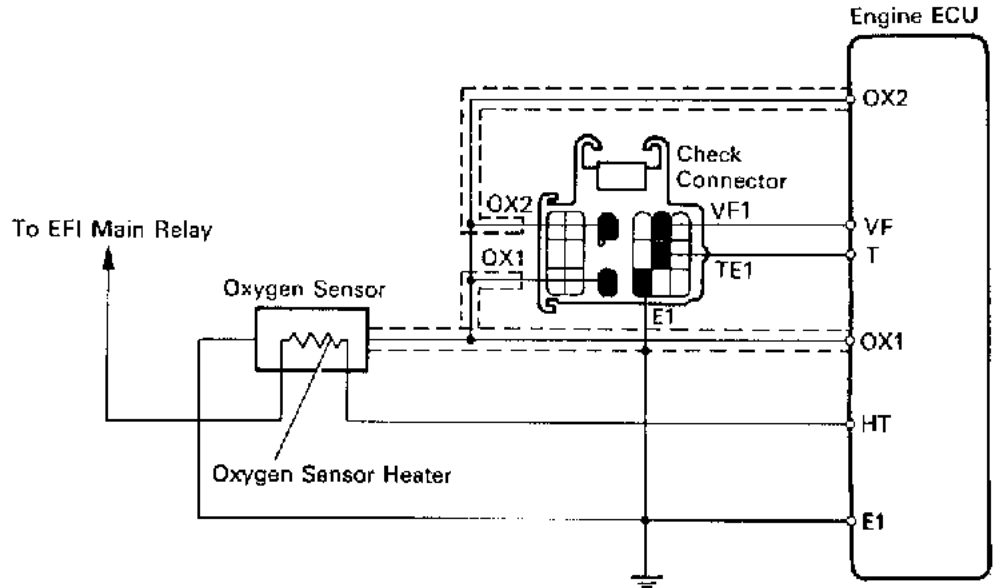 Engine ECU
OX2
Check
Connector
OX2
VF1
VF
To EFI Main Relay
T
OX1
TE1
Oxygen Sensor
E1
OX1
HT
Oxygen Sensor Heater
E1